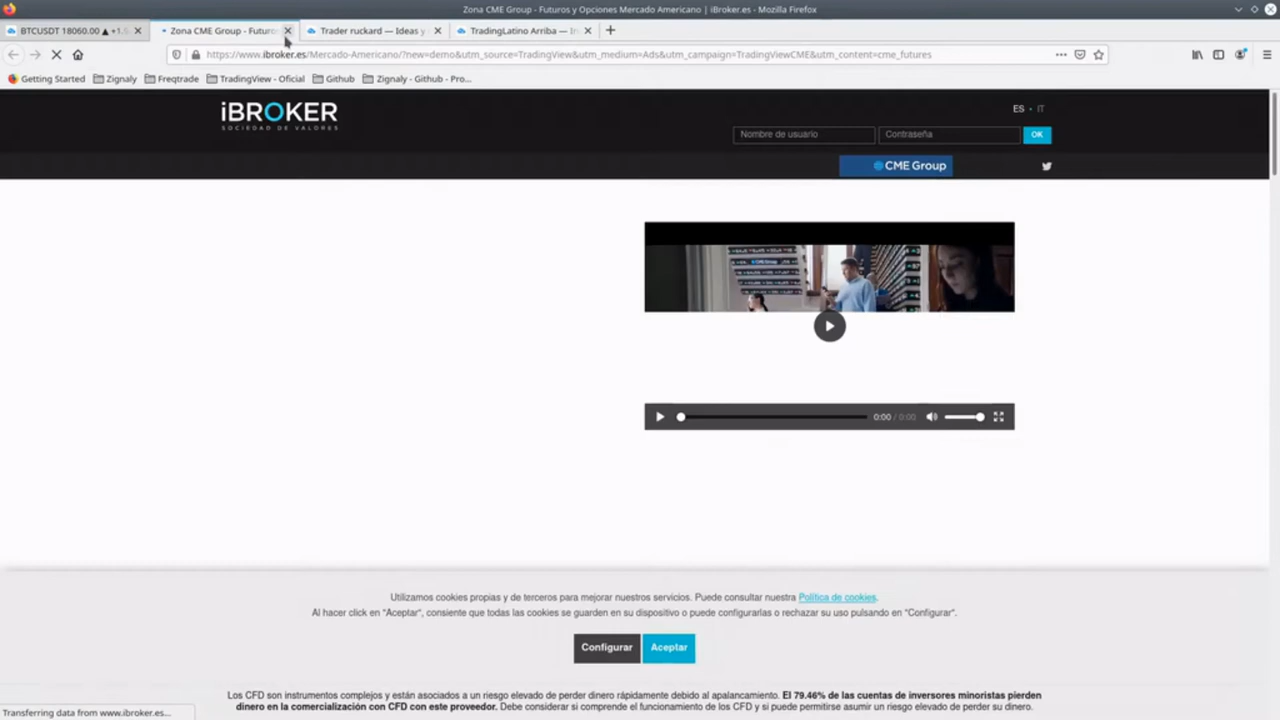 Zona CME Group - Futuros y Opciones Mercado Americano | iBroker.es - Mozilla Firefox
BTCUSDT 18060.00 ▲ +1.
Zona CME Group - Futuro
Trader ruckard — Ideas y
TradingLatino Arriba — In
https://www.ibroker.es/Mercado-Americano/?new=demo&utm_source=TradingView&utm_medium=Ads&utm_campaign=TradingViewCME&utm_content=cme_futures
Getting Started Zignaly Freqtrade TradingView - Oficial Github Zignaly - Github - Pro...
iBROKER
SOCIEDAD DE VALORES
ES • IT
Nombre de usuario Contraseña OK
CME Group
CME Group
0:00 / 0:00
Utilizamos cookies propias y de terceros para mejorar nuestros servicios. Puede consultar nuestra Política de cookies.
Al hacer click en "Aceptar", consiente que todas las cookies se guarden en su dispositivo o puede configurarlas o rechazar su uso pulsando en "Configurar".
Configurar Aceptar
Los CFD son instrumentos complejos y están asociados a un riesgo elevado de perder dinero rápidamente debido al apalancamiento. El 79.46% de las cuentas de inversores minoristas pierden
dinero en la comercialización con CFD con este proveedor. Debe considerar si comprende el funcionamiento de los CFD y si puede permitirse asumir un riesgo elevado de perder su dinero.
Transferring data from www.ibroker.es...